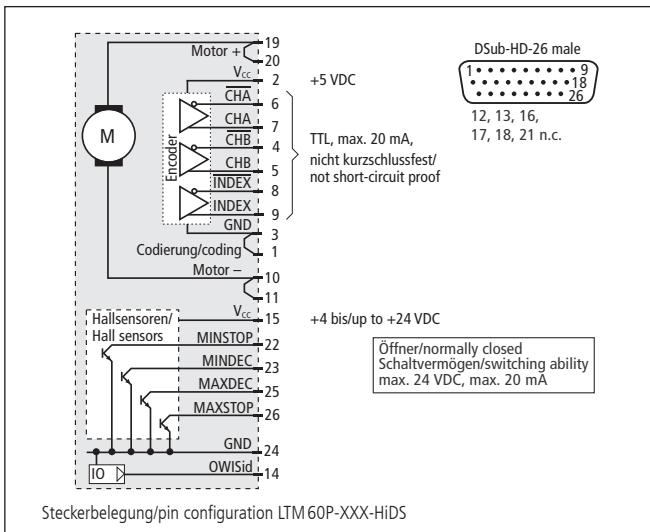 Motor + 19
20
V_CC 2 +5 VDC
CHA 6
CHA 7
CHB 4
CHB 5
INDEX 8
INDEX 9
GND 3
Codierung/coding 1
Motor – 10
11
M
Encoder
TTL, max. 20 mA,
nicht kurzschlussfest/
not short-circuit proof
DSub-HD-26 male
1 9
18
26
12, 13, 16,
17, 18, 21 n.c.
Hallsensoren/
Hall sensors
V_CC 15 +4 bis/up to +24 VDC
MINSTOP 22
MINDEC 23
MAXDEC 25
MAXSTOP 26
GND 24
IO OWISid 14
Öffner/normally closed
Schaltvermögen/switching ability
max. 24 VDC, max. 20 mA
Steckerbelegung/pin configuration LTM 60P-XXX-HiDS